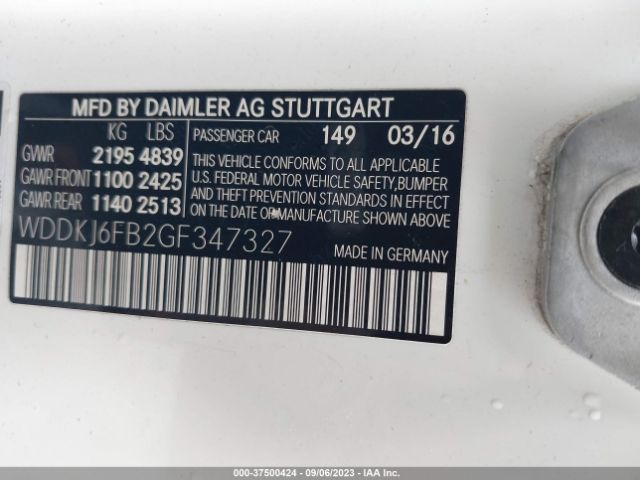 MFD BY DAIMLER AG STUTTGART
KG LBS
GVWR 2195 4839
GAWR FRONT 1100 2425
GAWR REAR 1140 2513
PASSENGER CAR 149 03/16
THIS VEHICLE CONFORMS TO ALL APPLICABLE
U.S. FEDERAL MOTOR VEHICLE SAFETY, BUMPER
AND THEFT PREVENTION STANDARDS IN EFFECT
ON THE DATE OF MANUFACTURE SHOWN ABOVE.
WDDKJ6FB2GF347327
MADE IN GERMANY
000-37500424 - 09/06/2023 - IAA Inc.